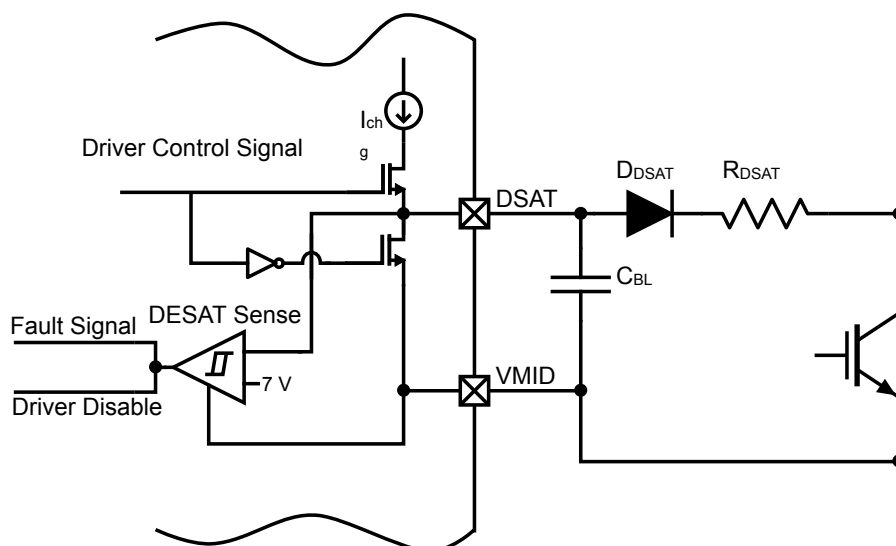 Ich
g
Driver Control Signal
DSAT
DDSAT
RDSAT
CBL
DESAT Sense
Fault Signal
7 V
VMID
Driver Disable